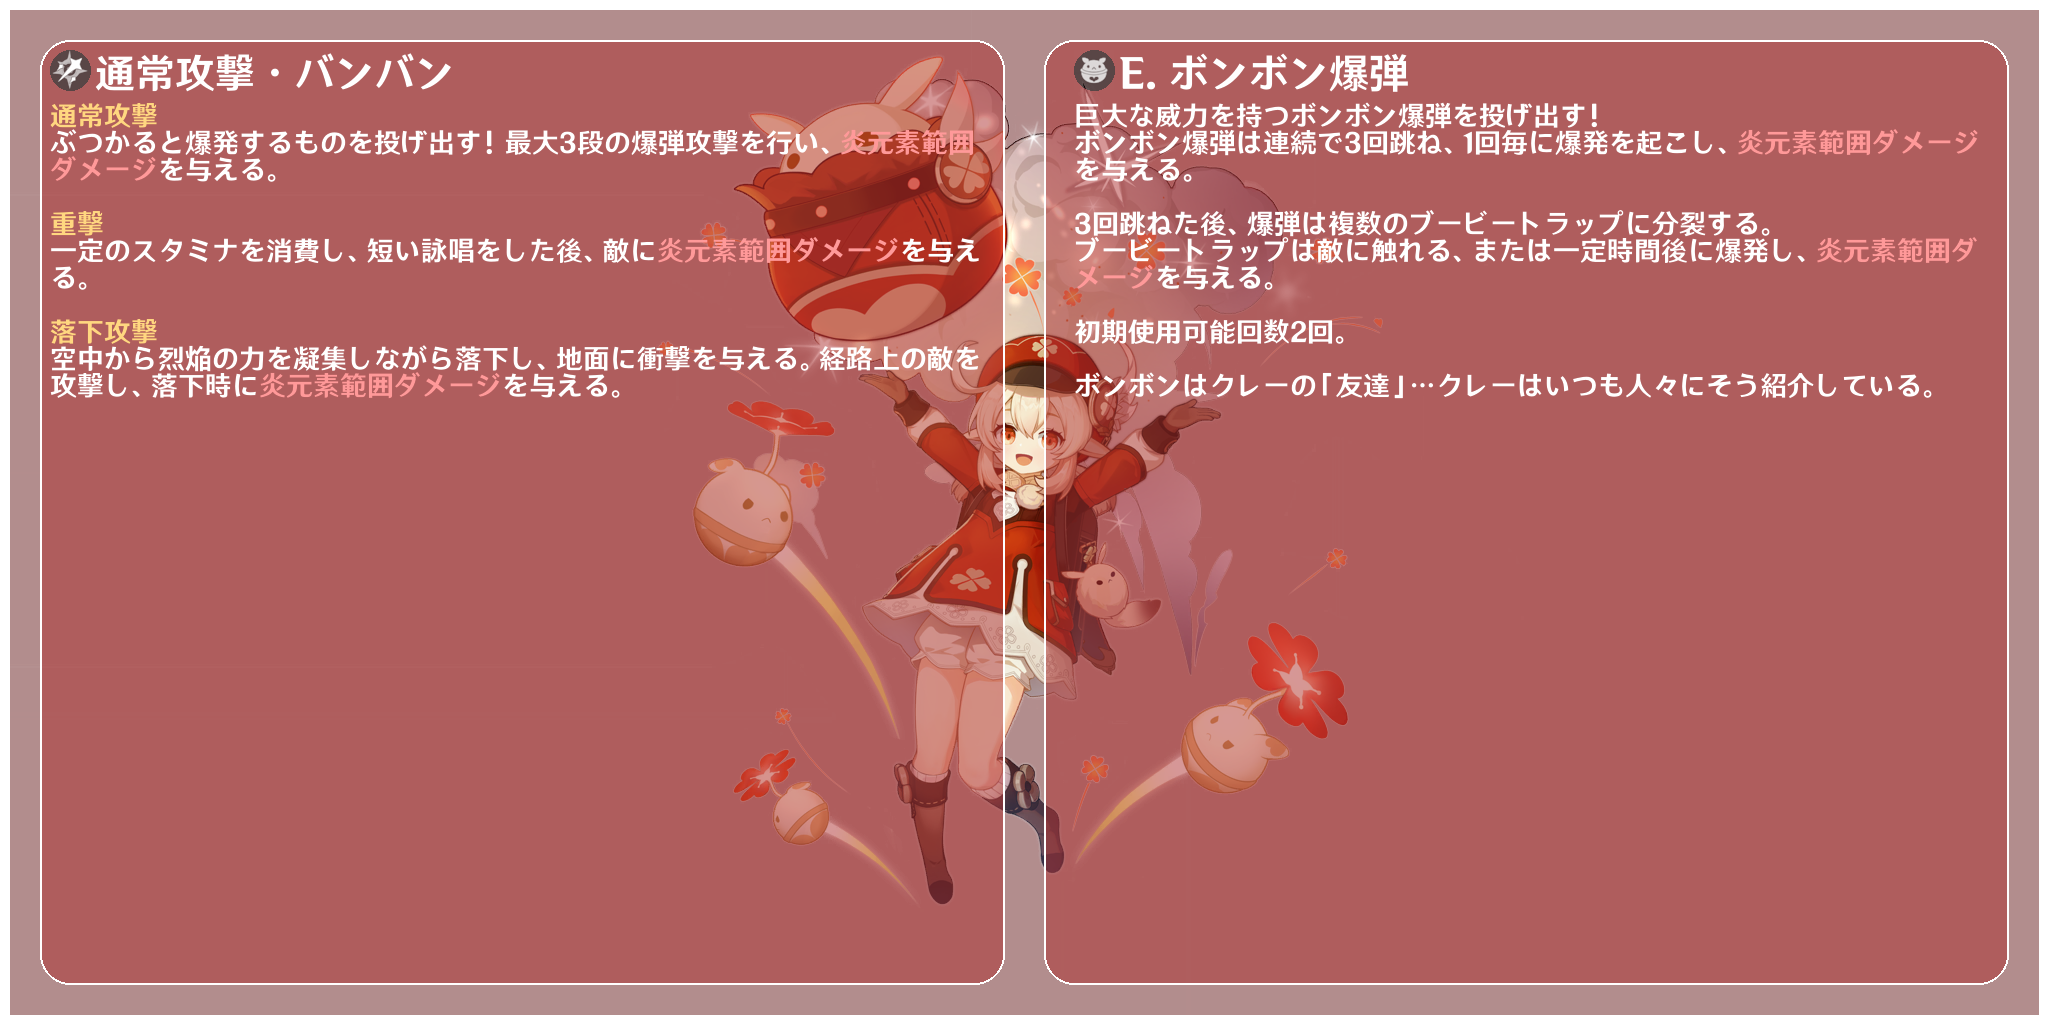 通常攻撃・バンバン
通常攻撃
ぶつかると爆発するものを投げ出す！最大3段の爆弾攻撃を行い、炎元素範囲
ダメージを与える。
重撃
一定のスタミナを消費し、短い詠唱をした後、敵に炎元素範囲ダメージを与え
る。
落下攻撃
空中から烈焔の力を凝集しながら落下し、地面に衝撃を与える。経路上の敵を
攻撃し、落下時に炎元素範囲ダメージを与える。
E. ボンボン爆弾
巨大な威力を持つボンボン爆弾を投げ出す！
ボンボン爆弾は連続で3回跳ね、1回毎に爆発を起こし、炎元素範囲ダメージ
を与える。
3回跳ねた後、爆弾は複数のブービートラップに分裂する。
ブービートラップは敵に触れる、または一定時間後に爆発し、炎元素範囲ダ
メージを与える。
初期使用可能回数2回。
ボンボンはクレーの「友達」…クレーはいつも人々にそう紹介している。